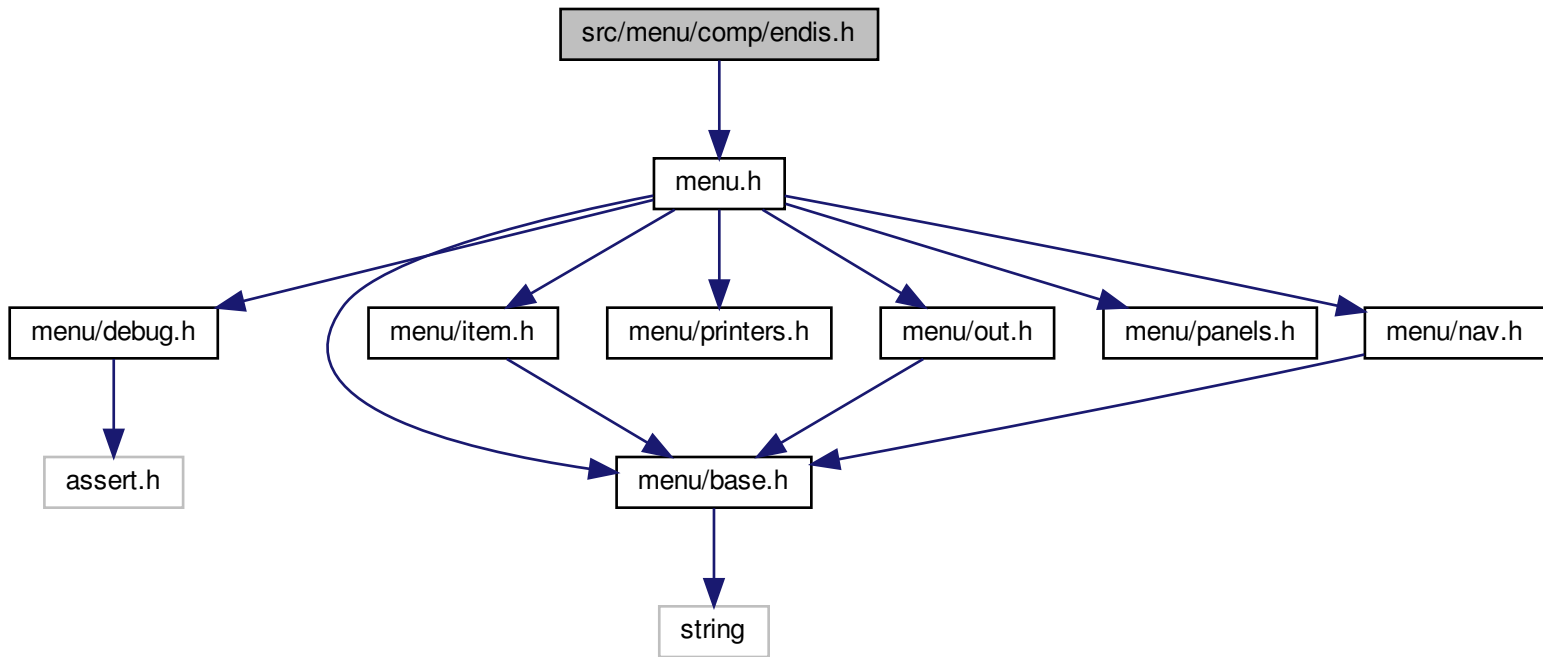 src/menu/comp/endis.h
menu.h
menu/debug.h
menu/item.h
menu/printers.h
menu/out.h
menu/panels.h
menu/nav.h
assert.h
menu/base.h
string